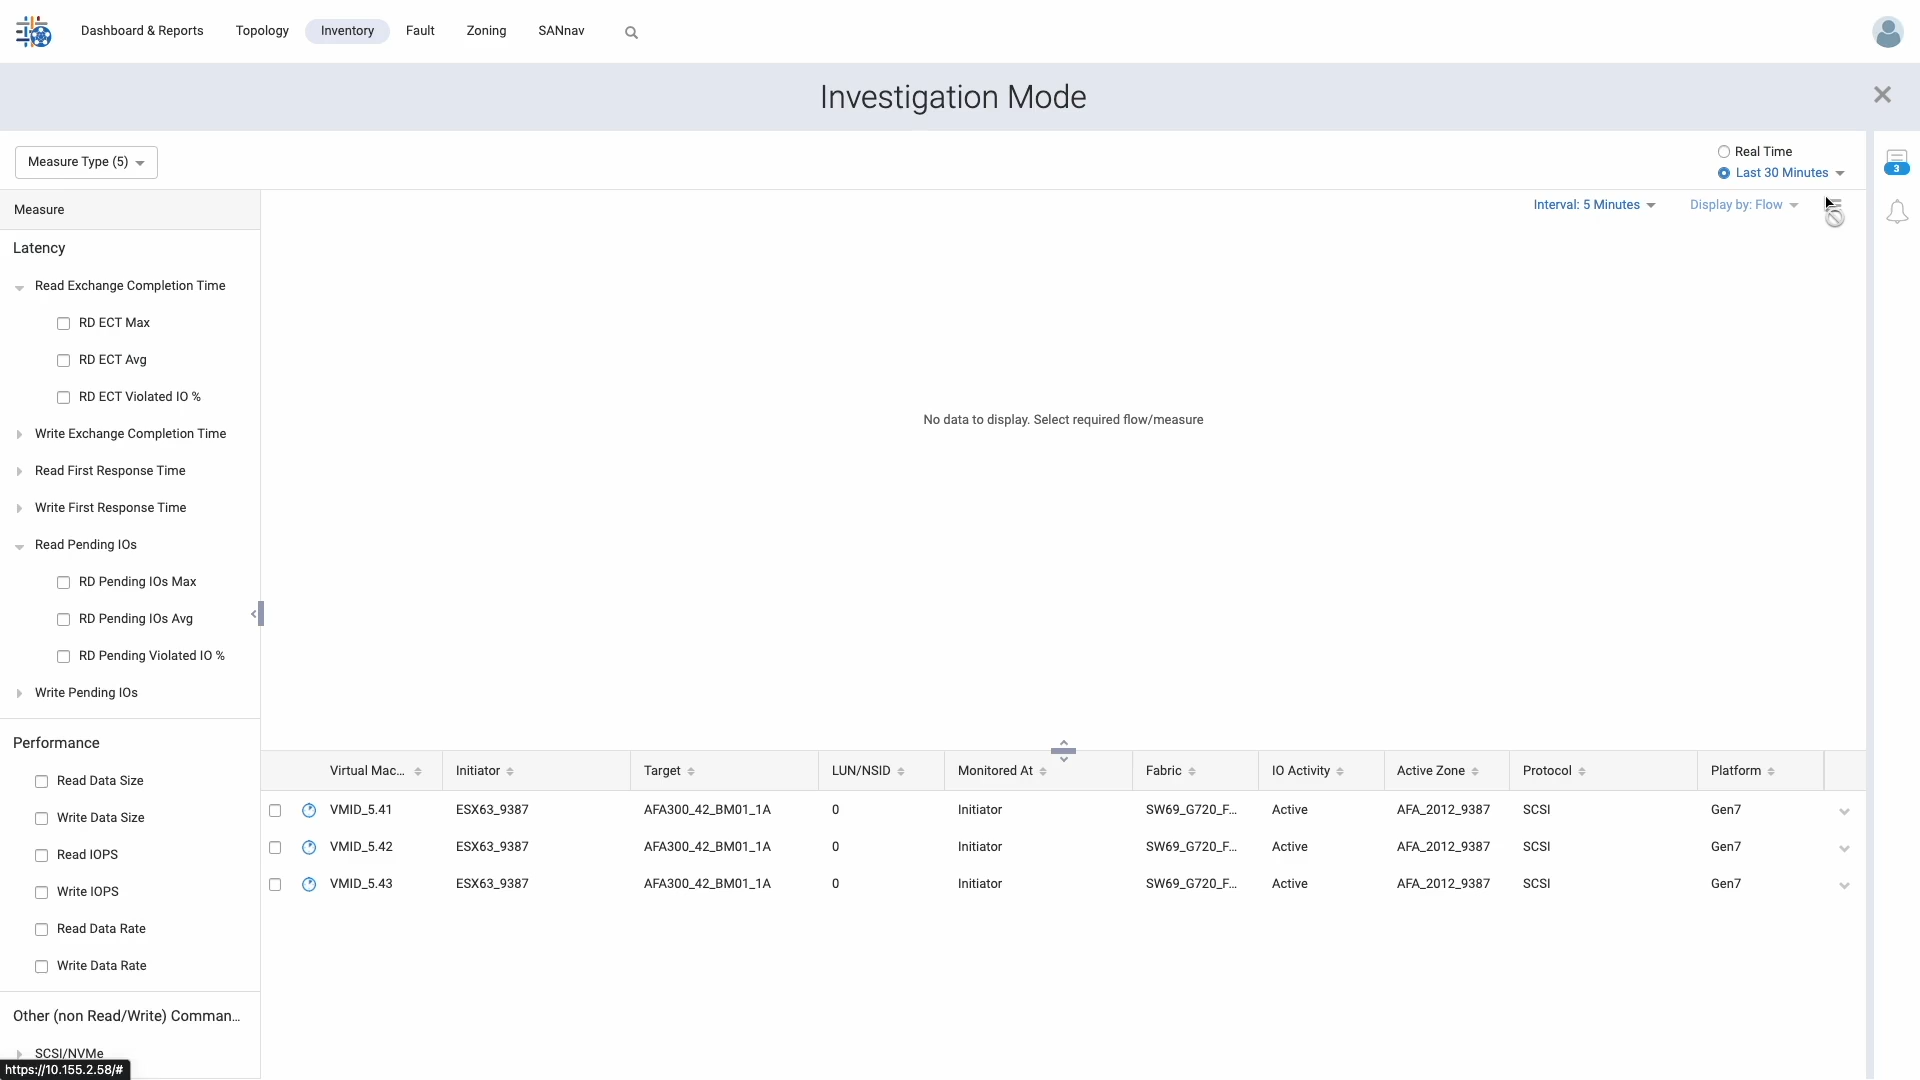 Dashboard & Reports Topology Inventory Fault Zoning SANnav
Investigation Mode
Measure Type (5)
Real Time
Last 30 Minutes
3
Measure
Interval: 5 Minutes Display by: Flow
Latency
Read Exchange Completion Time
RD ECT Max
RD ECT Avg
RD ECT Violated IO %
Write Exchange Completion Time
Read First Response Time
Write First Response Time
Read Pending IOs
RD Pending IOs Max
RD Pending IOs Avg
RD Pending Violated IO %
Write Pending IOs
Performance
Read Data Size
Write Data Size
Read IOPS
Write IOPS
Read Data Rate
Write Data Rate
Other (non Read/Write) Comman...
SCSI/NVMe
https://10.155.2.58/#
No data to display. Select required flow/measure
Virtual Mac... Initiator Target LUN/NSID Monitored At Fabric IO Activity Active Zone Protocol Platform
VMID_5.41 ESX63_9387 AFA300_42_BM01_1A 0 Initiator SW69_G720_F... Active AFA_2012_9387 SCSI Gen7
VMID_5.42 ESX63_9387 AFA300_42_BM01_1A 0 Initiator SW69_G720_F... Active AFA_2012_9387 SCSI Gen7
VMID_5.43 ESX63_9387 AFA300_42_BM01_1A 0 Initiator SW69_G720_F... Active AFA_2012_9387 SCSI Gen7